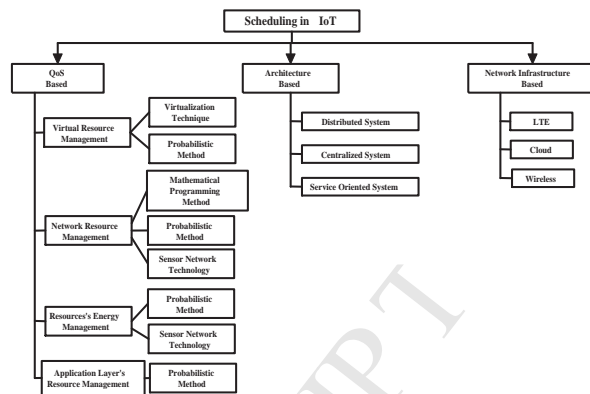 Scheduling in IoT
QoS
Based
Architecture
Based
Network Infrastructure
Based
Virtual Resource
Management
Virtualization
Technique
Probabilistic
Method
Network Resource
Management
Mathematical
Programming
Method
Probabilistic
Method
Sensor Network
Technology
Resources's Energy
Management
Probabilistic
Method
Sensor Network
Technology
Application Layer's
Resource Management
Probabilistic
Method
Distributed System
Centralized System
Service Oriented System
LTE
Cloud
Wireless
IPT